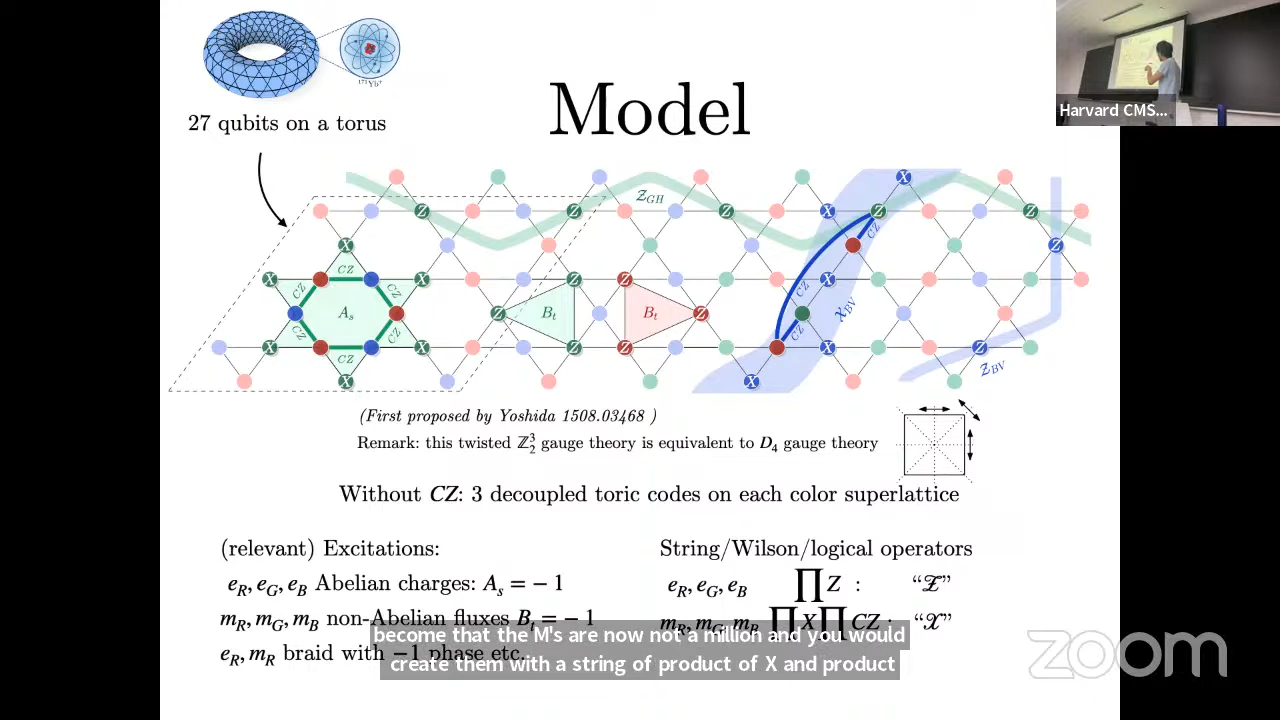 171Yb+
27 qubits on a torus
Model
Harvard CMS...
X
Z_GH
Z Z Z X Z Z
X CZ Z
X CZ X Z Z CZ X
CZ CZ
A_s Z B_t B_t Z CZ X_BV
CZ CZ CZ
X CZ X Z Z X Z
X X Z_BV
(First proposed by Yoshida 1508.03468 )
Remark: this twisted ℤ₂³ gauge theory is equivalent to D₄ gauge theory
Without CZ: 3 decoupled toric codes on each color superlattice
(relevant) Excitations:
e_R, e_G, e_B Abelian charges: A_s = − 1
m_R, m_G, m_B non-Abelian fluxes B_t = − 1
e_R, m_R braid with −1 phase etc.
String/Wilson/logical operators
e_R, e_G, e_B ∏ Z : “𝒵”
m_R, m_G, m_B ∏ X ∏ CZ : “𝒳”
become that the M's are now not a million and you would
create them with a string of product of X and product
zoom